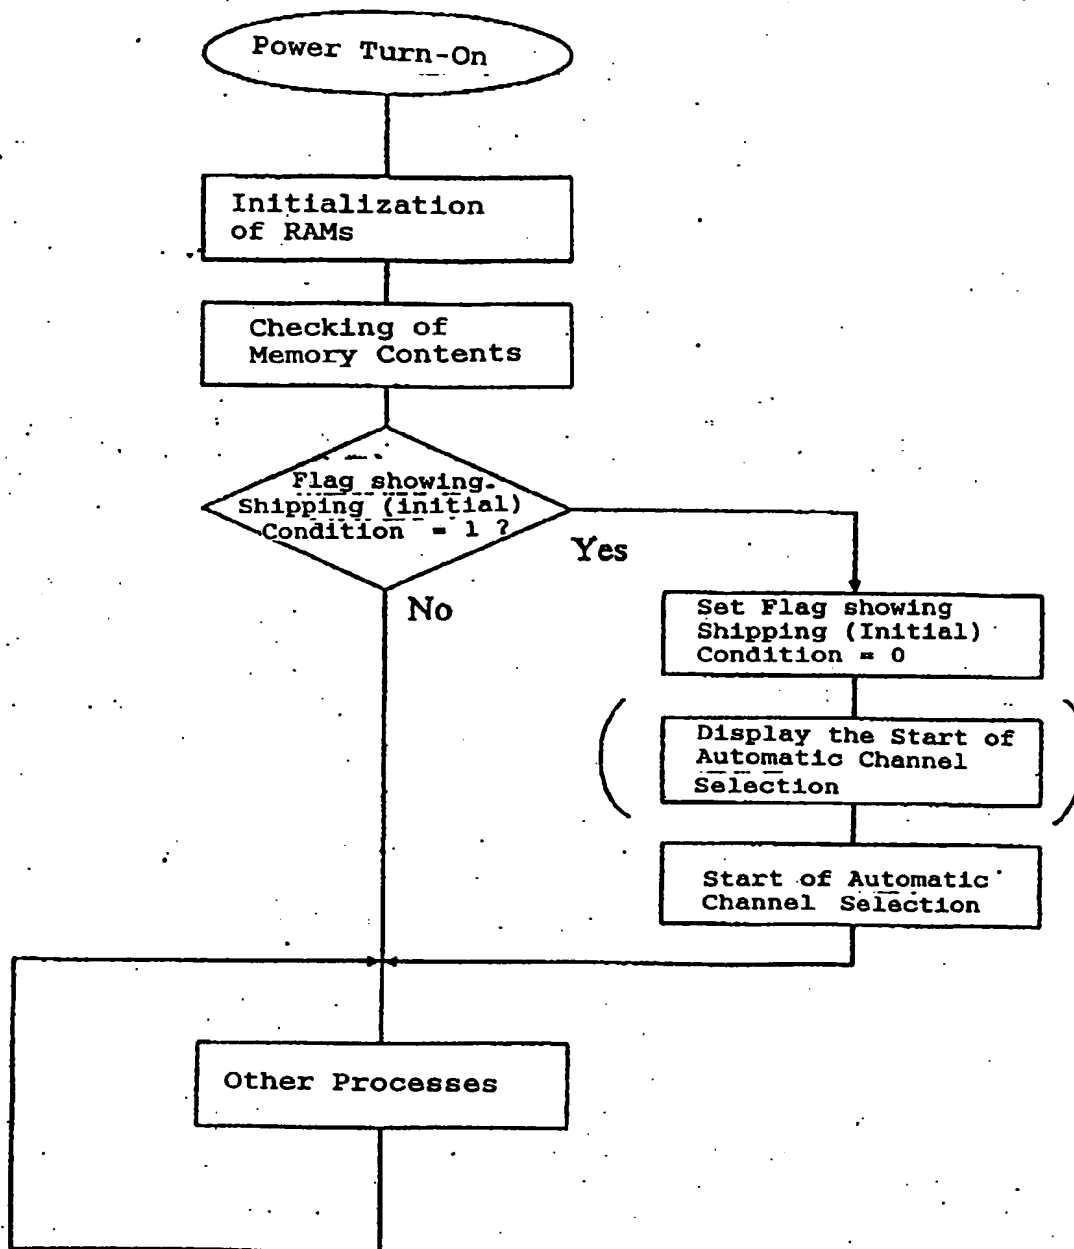 Power Turn-On
Initialization
of RAMs
Checking of
Memory Contents
Flag showing
Shipping (initial)
Condition = 1 ?
Yes
No
Set Flag showing
Shipping (Initial)
Condition = 0
( Display the Start of )
Automatic Channel
Selection
Start of Automatic
Channel Selection
Other Processes